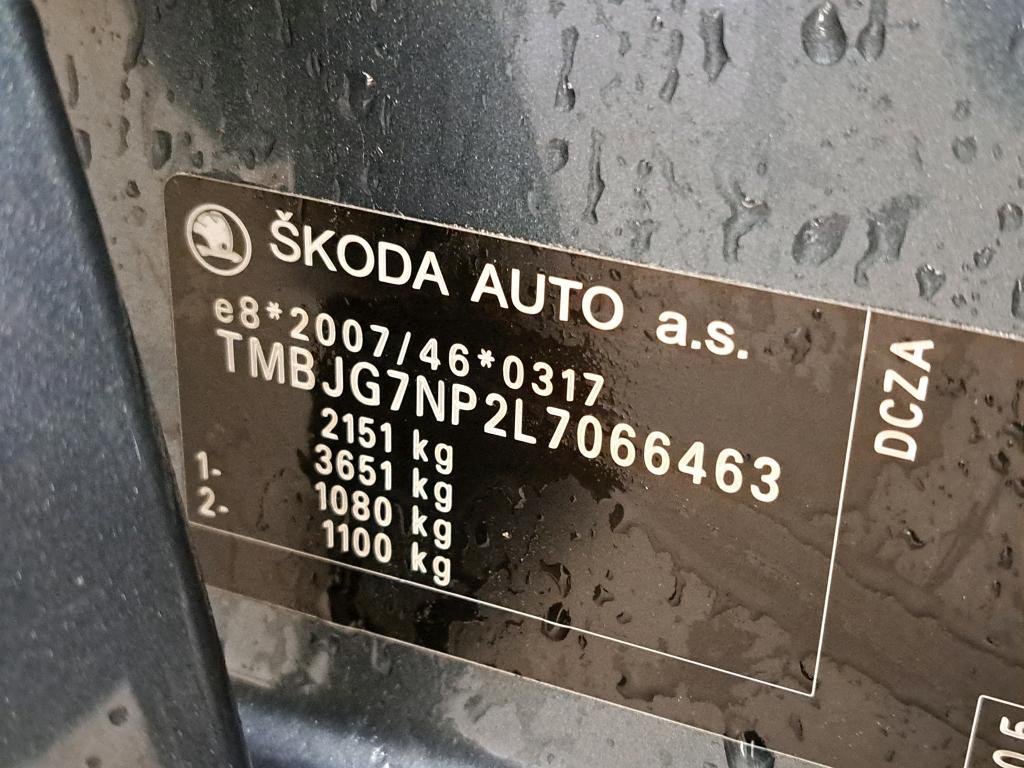 ŠKODA AUTO a.s.
e8*2007/46*0317
TMBJG7NP2L7066463
2151 kg
3651 kg
1- 1080 kg
2- 1100 kg
DCZA